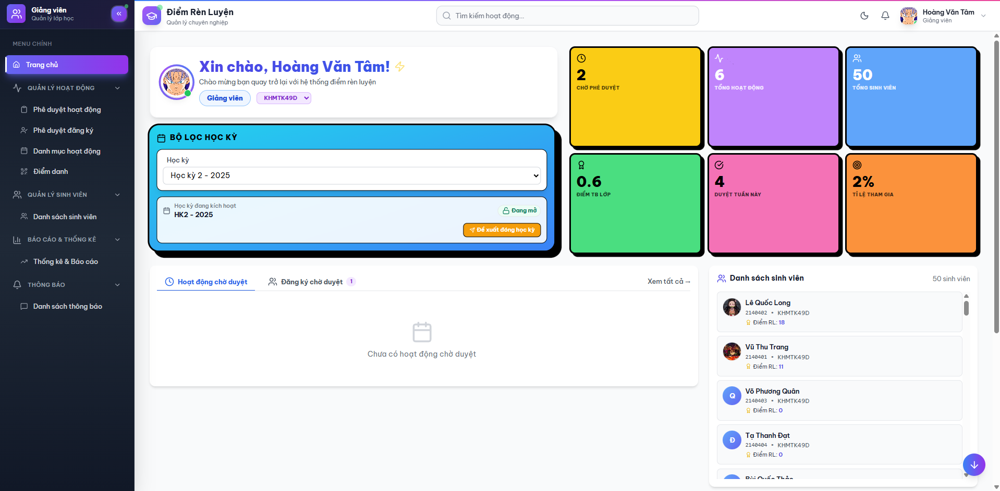 Giảng viên
Quản lý lớp học
MENU CHÍNH
Trang chủ
QUẢN LÝ HOẠT ĐỘNG
Phê duyệt hoạt động
Phê duyệt đăng ký
Danh mục hoạt động
Điểm danh
QUẢN LÝ SINH VIÊN
Danh sách sinh viên
BÁO CÁO & THỐNG KÊ
Thống kê & Báo cáo
THÔNG BÁO
Danh sách thông báo
Điểm Rèn Luyện
Quản lý chuyên nghiệp
Tìm kiếm hoạt động...
Hoàng Văn Tâm
Giảng viên
Xin chào, Hoàng Văn Tâm!
Chào mừng bạn quay trở lại với hệ thống điểm rèn luyện
Giảng viên
KHMTK49D
BỘ LỌC HỌC KỲ
Học kỳ
Học kỳ 2 - 2025
Học kỳ đang kích hoạt
HK2 - 2025
Đang mở
Đề xuất đóng học kỳ
2
CHỜ PHÊ DUYỆT
6
TỔNG HOẠT ĐỘNG
50
TỔNG SINH VIÊN
0.6
ĐIỂM TB LỚP
4
DUYỆT TUẦN NÀY
2%
TỈ LỆ THAM GIA
Hoạt động chờ duyệt
Đăng ký chờ duyệt 1
Xem tất cả →
Chưa có hoạt động chờ duyệt
Danh sách sinh viên
50 sinh viên
Lê Quốc Long
2140402 • KHMTK49D
Điểm RL: 18
Vũ Thu Trang
2140401 • KHMTK49D
Điểm RL: 11
Q
Võ Phương Quân
2140403 • KHMTK49D
Điểm RL: 0
Đ
Tạ Thanh Đạt
2140404 • KHMTK49D
Điểm RL: 0
Bùi Quốc Thảo